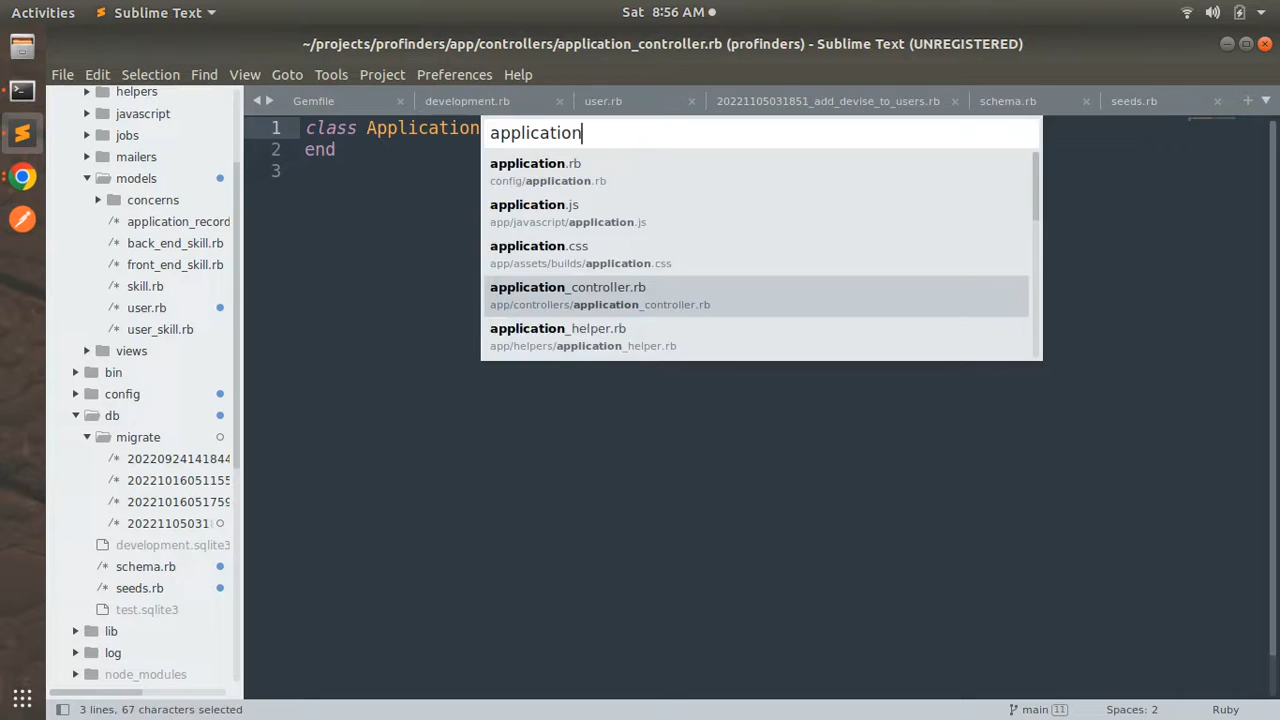 Activities
Sublime Text
Sat 8:56 AM
~/projects/profinders/app/controllers/application_controller.rb (profinders) - Sublime Text (UNREGISTERED)
File Edit Selection Find View Goto Tools Project Preferences Help
helpers
javascript
jobs
mailers
models
concerns
application_record
back_end_skill.rb
front_end_skill.rb
skill.rb
user.rb
user_skill.rb
views
bin
config
db
migrate
20220924141844
20221016051155
20221016051759
20221105031
development.sqlite3
schema.rb
seeds.rb
test.sqlite3
lib
log
node_modules
Gemfile
development.rb
user.rb
20221105031851_add_devise_to_users.rb
schema.rb
seeds.rb
1 class Application
2 end
3
application
application.rb
config/application.rb
application.js
app/javascript/application.js
application.css
app/assets/builds/application.css
application_controller.rb
app/controllers/application_controller.rb
application_helper.rb
app/helpers/application_helper.rb
3 lines, 67 characters selected
main 11
Spaces: 2
Ruby